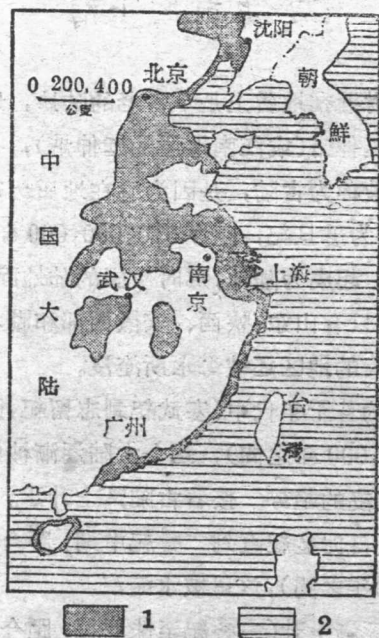 沈阳
0 200,400
公里
北京
朝鲜
中国大陆
武汉
南京
上海
广州
台湾
1
2